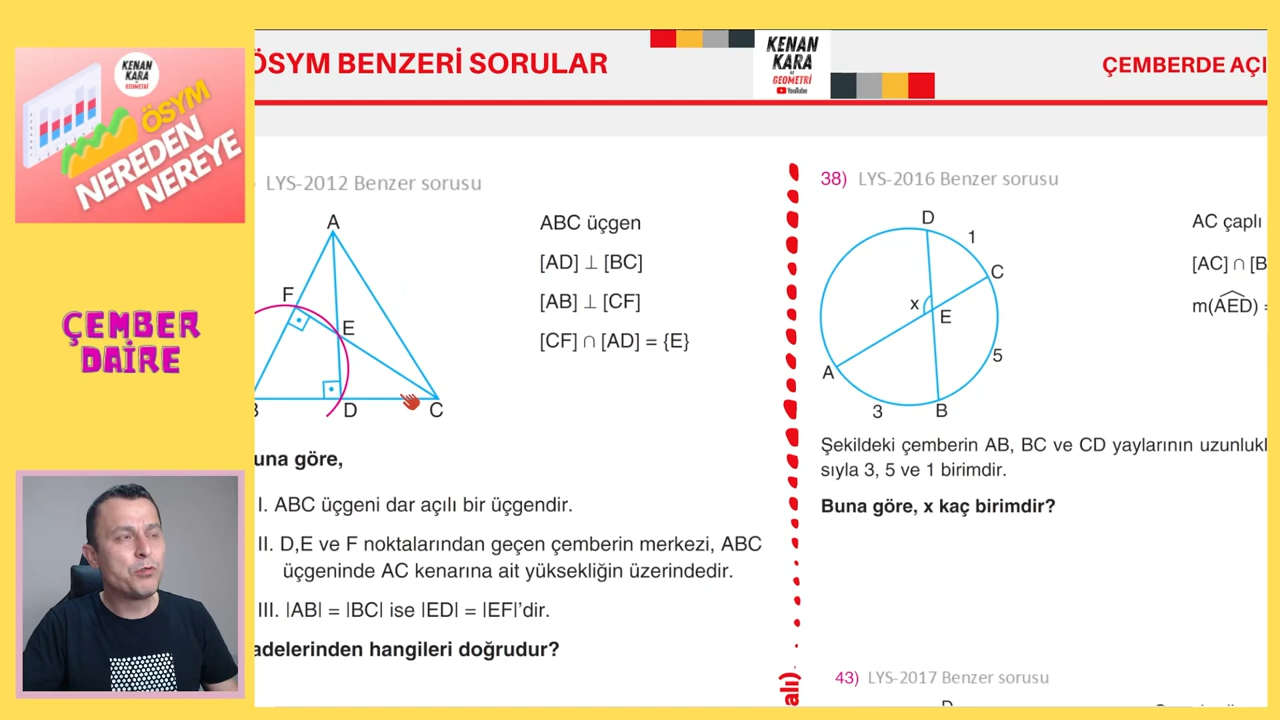 KENAN
KARA
ile
GEOMETRİ
ÖSYM
NEREDEN
NEREYE
ÇEMBER
DAİRE
ÖSYM BENZERİ SORULAR
KENAN
KARA
ile
GEOMETRİ
YouTube
ÇEMBERDE AÇI
LYS-2012 Benzer sorusu
A
F
E
B
D
C
ABC üçgen
[AD] ⊥ [BC]
[AB] ⊥ [CF]
[CF] ∩ [AD] = {E}
una göre,
I. ABC üçgeni dar açılı bir üçgendir.
II. D,E ve F noktalarından geçen çemberin merkezi, ABC
üçgeninde AC kenarına ait yüksekliğin üzerindedir.
III. |AB| = |BC| ise |ED| = |EF|'dir.
adelerinden hangileri doğrudur?
38) LYS-2016 Benzer sorusu
D
1
C
x
E
5
A
3
B
AC çaplı
[AC] ∩ [B
m(AED) =
Şekildeki çemberin AB, BC ve CD yaylarının uzunlukl
sıyla 3, 5 ve 1 birimdir.
Buna göre, x kaç birimdir?
alı)
43) LYS-2017 Benzer sorusu